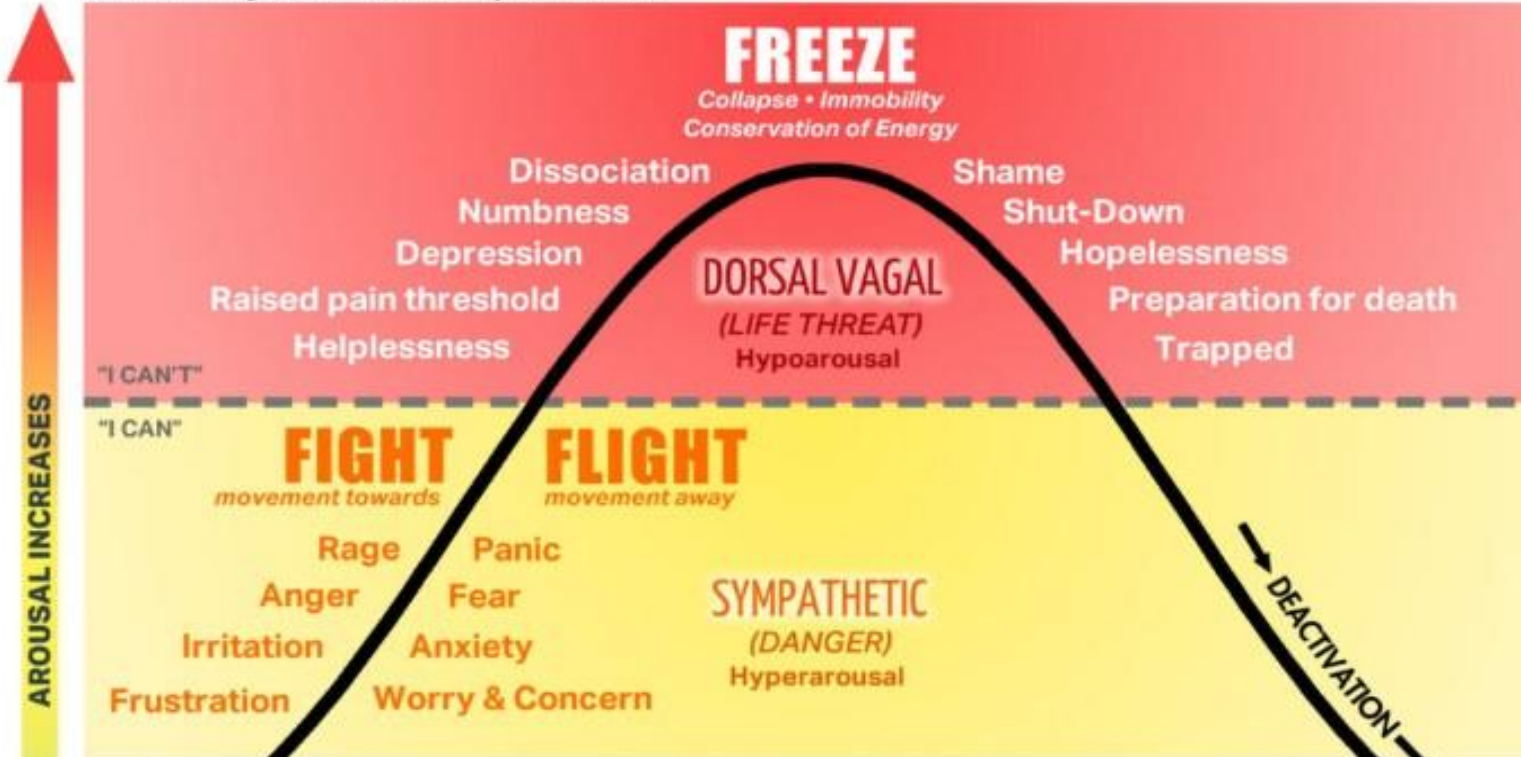 FREEZE
Collapse • Immobility
Conservation of Energy
Dissociation
Shame
Numbness
Shut-Down
Depression
Hopelessness
Raised pain threshold
Preparation for death
Helplessness
Trapped
DORSAL VAGAL
(LIFE THREAT)
Hypoarousal
"I CAN'T"
"I CAN"
FIGHT
movement towards
FLIGHT
movement away
Rage
Panic
Anger
Fear
Irritation
Anxiety
Frustration
Worry & Concern
SYMPATHETIC
(DANGER)
Hyperarousal
DEACTIVATION
AROUSAL INCREASES